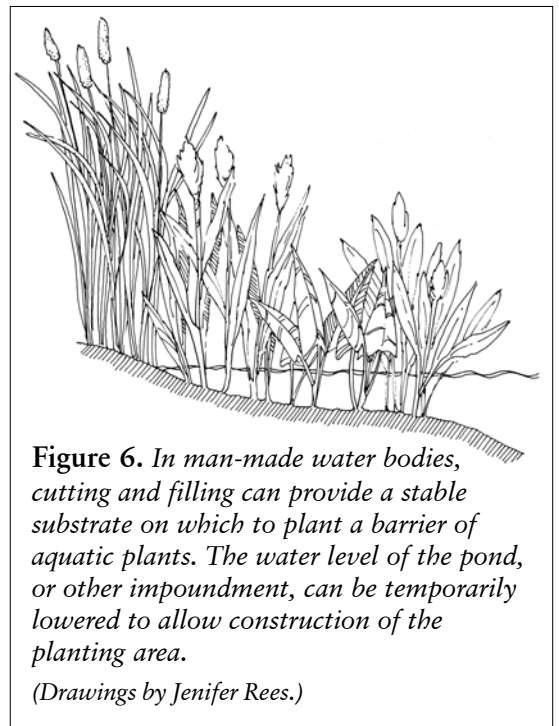 Figure 6. In man-made water bodies,
cutting and filling can provide a stable
substrate on which to plant a barrier of
aquatic plants. The water level of the pond,
or other impoundment, can be temporarily
lowered to allow construction of the
planting area.
(Drawings by Jenifer Rees.)